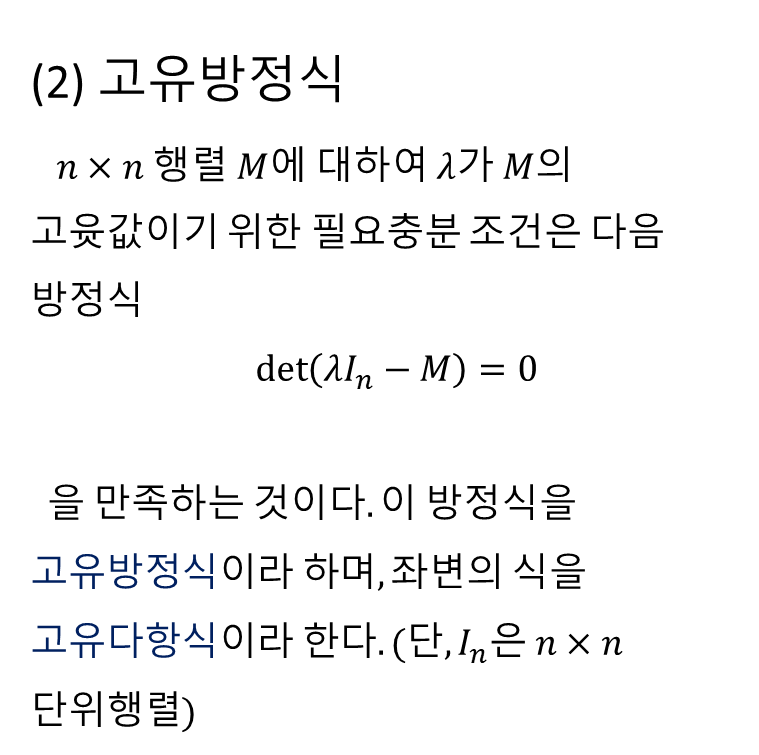 (2) 고유방정식
n × n 행렬 M에 대하여 λ가 M의
고윳값이기 위한 필요충분 조건은 다음
방정식
det(λIₙ − M) = 0
을 만족하는 것이다. 이 방정식을
고유방정식이라 하며, 좌변의 식을
고유다항식이라 한다. (단, Iₙ은 n × n
단위행렬)